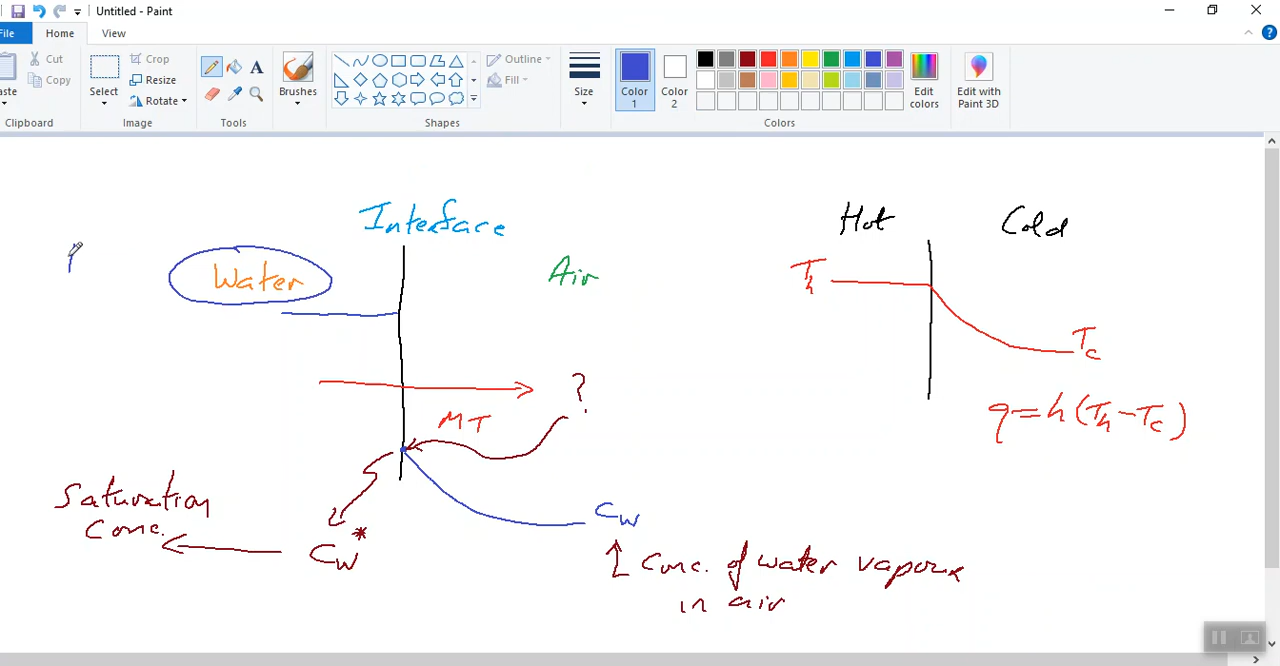 Untitled - Paint
File Home View
Cut
Copy
Clipboard
Select
Crop
Resize
Rotate
Image
A
Tools
Brushes
Shapes
Outline
Fill
Size
Color 1
Color 2
Edit colors
Colors
Edit with Paint 3D
Interface
Water
Air
MT
?
Saturation
Conc.
Cw*
Cw
Conc. of water vapour
in air
Hot Cold
Th
Tc
q=h(Th-Tc)